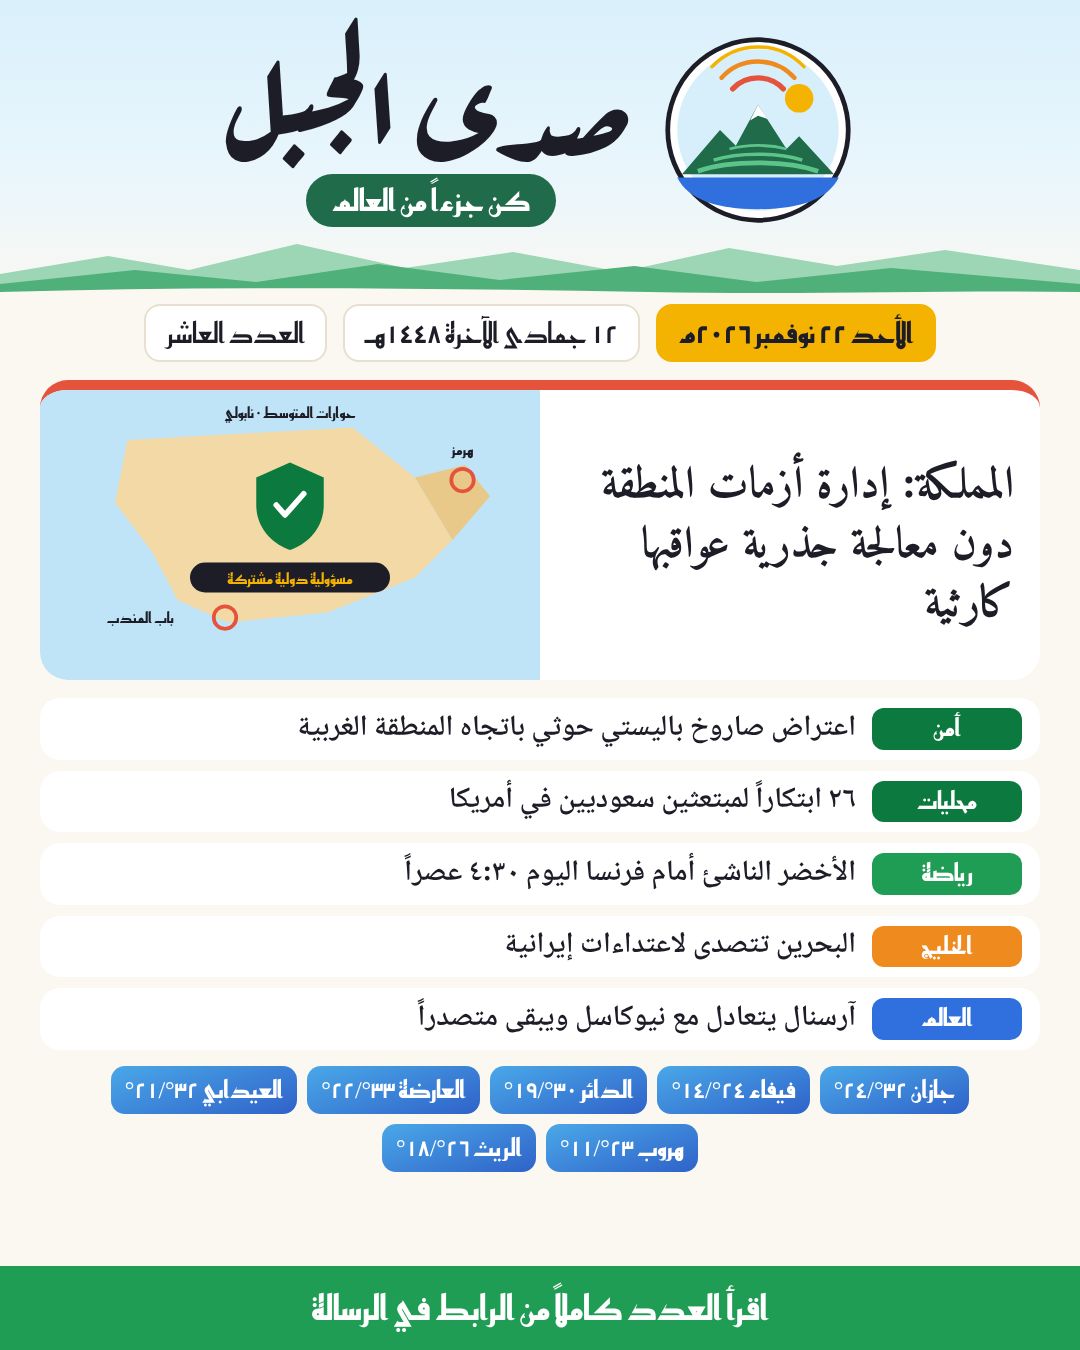 صدى الجبل
كن جزءاً من العالم
الأحد ٢٢ نوفمبر ٢٠٢٦م
١٢ جمادى الآخرة ١٤٤٨هـ
العدد العاشر
المملكة: إدارة أزمات المنطقة
دون معالجة جذرية عواقبها
كارثية
حوارات المتوسط · نابولي
هرمز
مسؤولية دولية مشتركة
باب المندب
أمن
اعتراض صاروخ باليستي حوثي باتجاه المنطقة الغربية
محليات
٢٦ ابتكاراً لمبتعثين سعوديين في أمريكا
رياضة
الأخضر الناشئ أمام فرنسا اليوم ٤:٣٠ عصراً
الخليج
البحرين تتصدى لاعتداءات إيرانية
العالم
آرسنال يتعادل مع نيوكاسل ويبقى متصدراً
جازان ٣٢°/٢٤°
فيفاء ٢٤°/١٤°
الدائر ٣٠°/١٩°
العارضة ٣٣°/٢٢°
العيدابي ٣٢°/٢١°
هروب ٢٣°/١١°
الريث ٢٦°/١٨°
اقرأ العدد كاملاً من الرابط في الرسالة